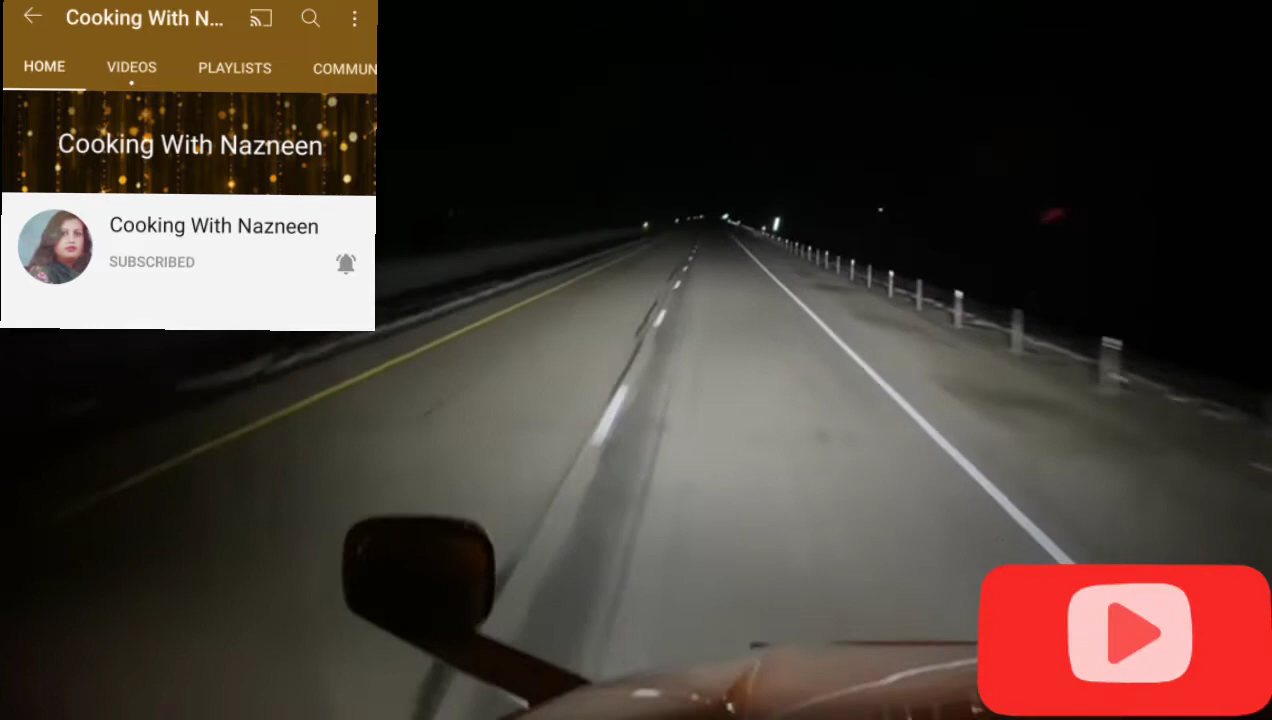 Cooking With N...
HOME VIDEOS PLAYLISTS COMMUN
Cooking With Nazneen
Cooking With Nazneen
SUBSCRIBED